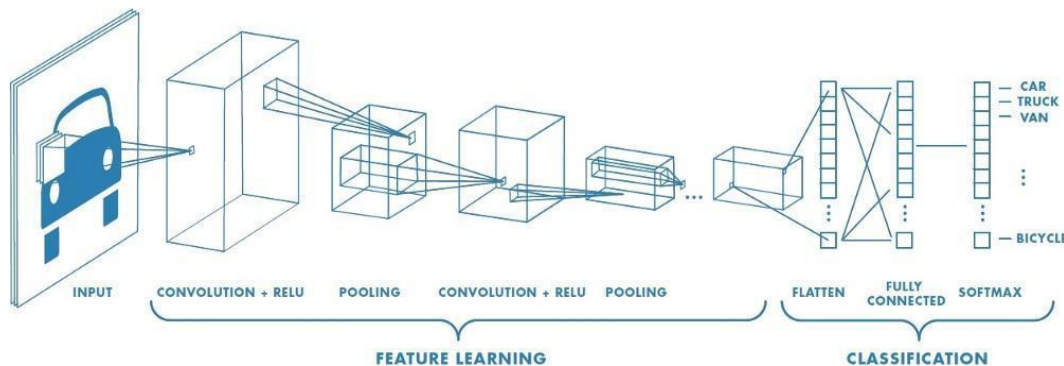 CAR
TRUCK
VAN
BICYCLE
INPUT
CONVOLUTION + RELU
POOLING
CONVOLUTION + RELU
POOLING
FLATTEN
FULLY
CONNECTED
SOFTMAX
FEATURE LEARNING
CLASSIFICATION